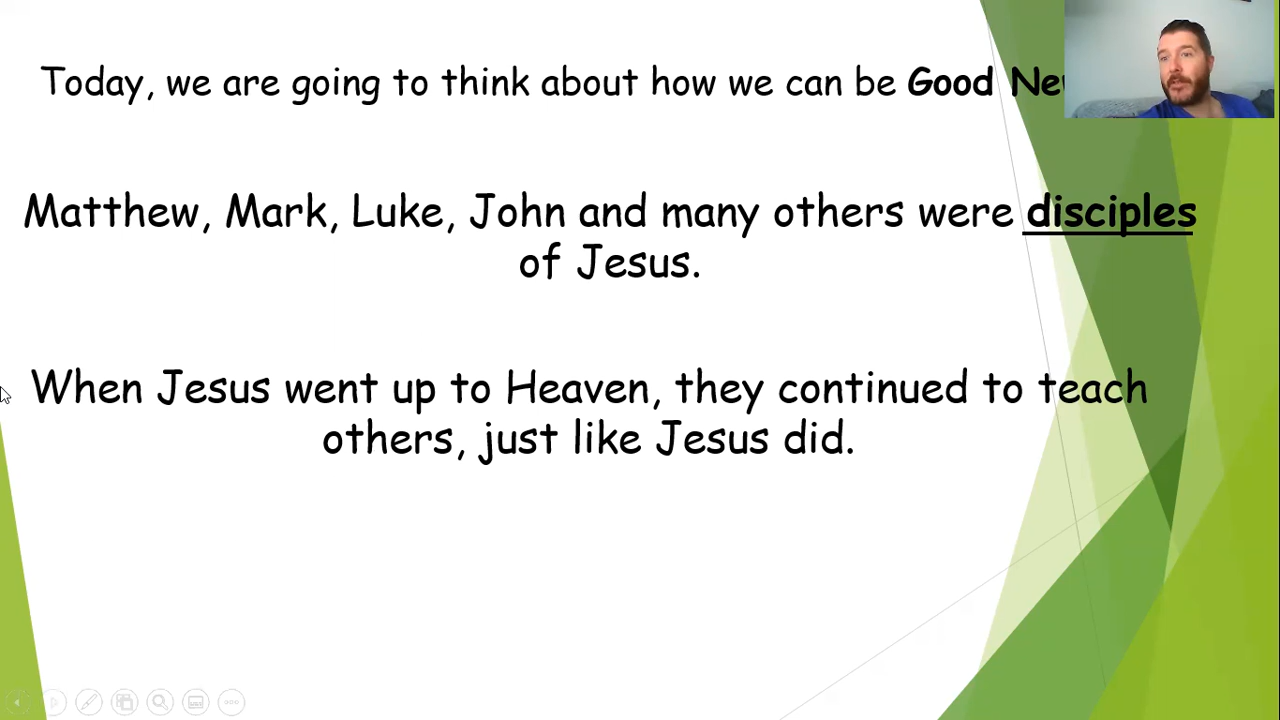 Today, we are going to think about how we can be Good
Matthew, Mark, Luke, John and many others were disciples
of Jesus.
When Jesus went up to Heaven, they continued to teach
others, just like Jesus did.